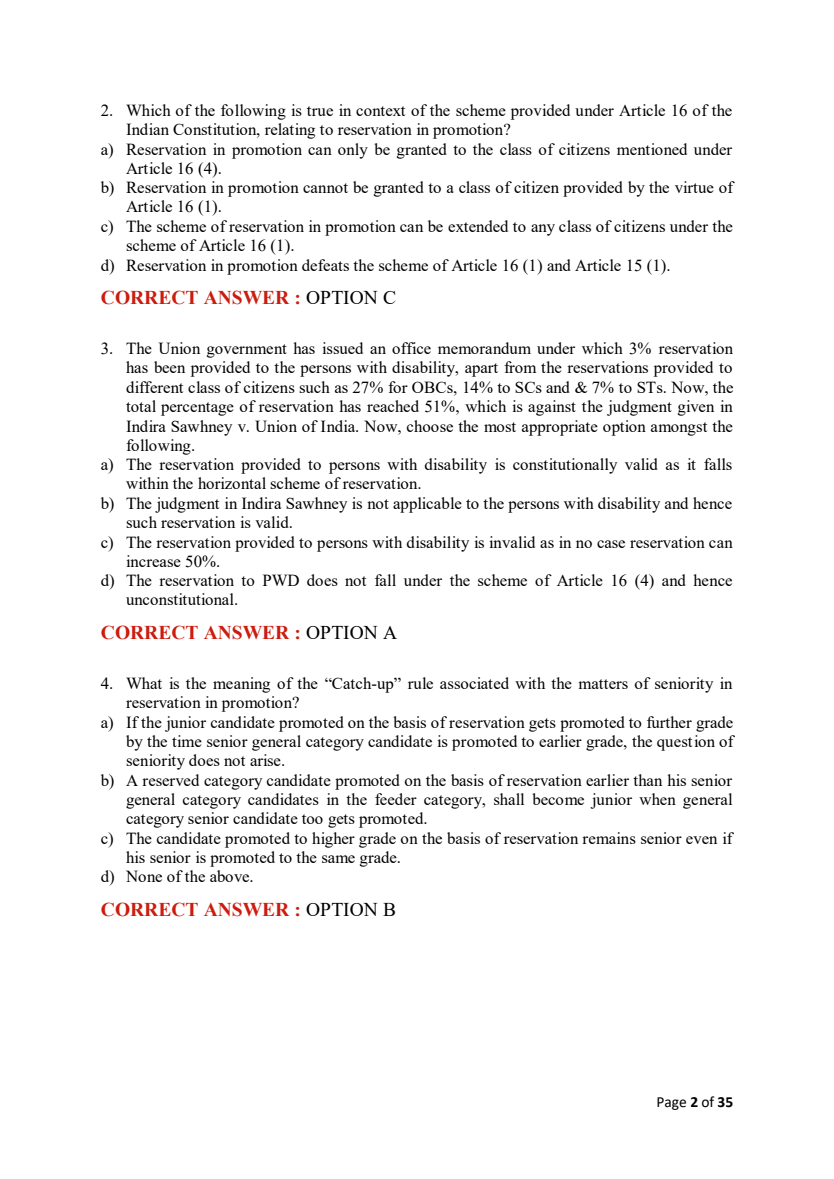 2. Which of the following is true in context of the scheme provided under Article 16 of the
Indian Constitution, relating to reservation in promotion?
a) Reservation in promotion can only be granted to the class of citizens mentioned under
Article 16 (4).
b) Reservation in promotion cannot be granted to a class of citizen provided by the virtue of
Article 16 (1).
c) The scheme of reservation in promotion can be extended to any class of citizens under the
scheme of Article 16 (1).
d) Reservation in promotion defeats the scheme of Article 16 (1) and Article 15 (1).
CORRECT ANSWER : OPTION C
3. The Union government has issued an office memorandum under which 3% reservation
has been provided to the persons with disability, apart from the reservations provided to
different class of citizens such as 27% for OBCs, 14% to SCs and & 7% to STs. Now, the
total percentage of reservation has reached 51%, which is against the judgment given in
Indira Sawhney v. Union of India. Now, choose the most appropriate option amongst the
following.
a) The reservation provided to persons with disability is constitutionally valid as it falls
within the horizontal scheme of reservation.
b) The judgment in Indira Sawhney is not applicable to the persons with disability and hence
such reservation is valid.
c) The reservation provided to persons with disability is invalid as in no case reservation can
increase 50%.
d) The reservation to PWD does not fall under the scheme of Article 16 (4) and hence
unconstitutional.
CORRECT ANSWER : OPTION A
4. What is the meaning of the “Catch-up” rule associated with the matters of seniority in
reservation in promotion?
a) If the junior candidate promoted on the basis of reservation gets promoted to further grade
by the time senior general category candidate is promoted to earlier grade, the question of
seniority does not arise.
b) A reserved category candidate promoted on the basis of reservation earlier than his senior
general category candidates in the feeder category, shall become junior when general
category senior candidate too gets promoted.
c) The candidate promoted to higher grade on the basis of reservation remains senior even if
his senior is promoted to the same grade.
d) None of the above.
CORRECT ANSWER : OPTION B
Page 2 of 35